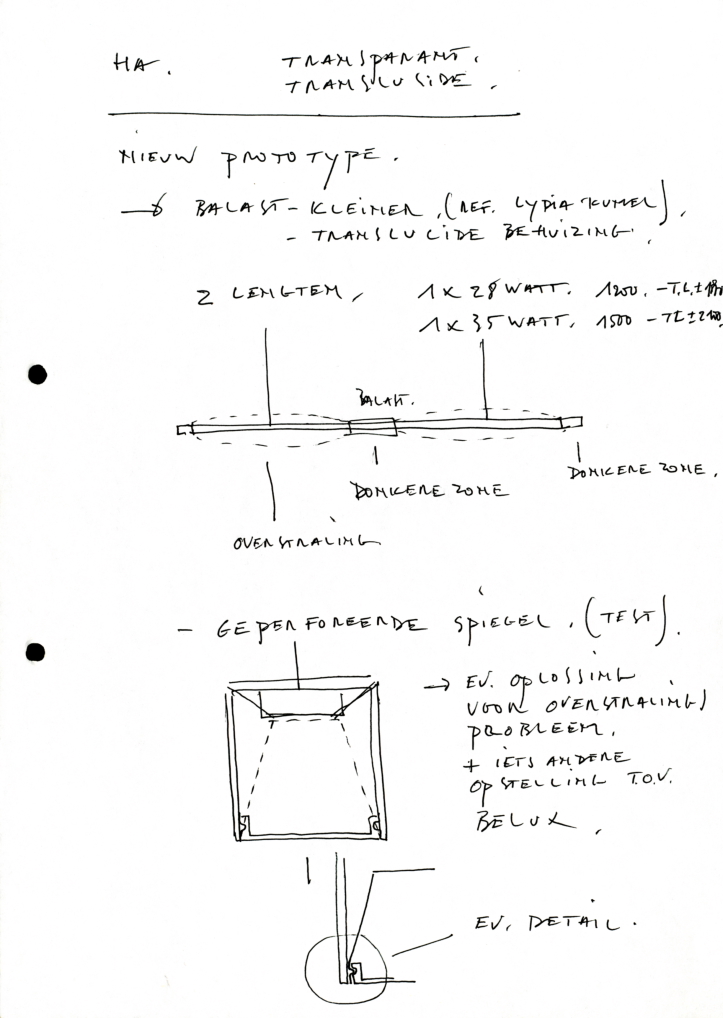 HA. TRANSPARANT.
TRANSLUCIDE.
NIEUW PROTOTYPE.
→ BALAST - KLEINER, (REF. LYDIA KUMEL),
- TRANSLUCIDE BEHUIZING.
2 LENGTEN, 1 X 28 WATT. 1200. - T.L. ±
1 X 35 WATT. 1500 - TL ±
BALAST.
DONKERE ZONE
DONKERE ZONE.
OVERSTRALING
- GEPERFOREERDE SPIEGEL. (TEST).
→ EV. OPLOSSING
VOOR OVERSTRALINGS
PROBLEEM.
+ IETS ANDERE
OPSTELLING T.O.V.
BELUX.
EV. DETAIL.